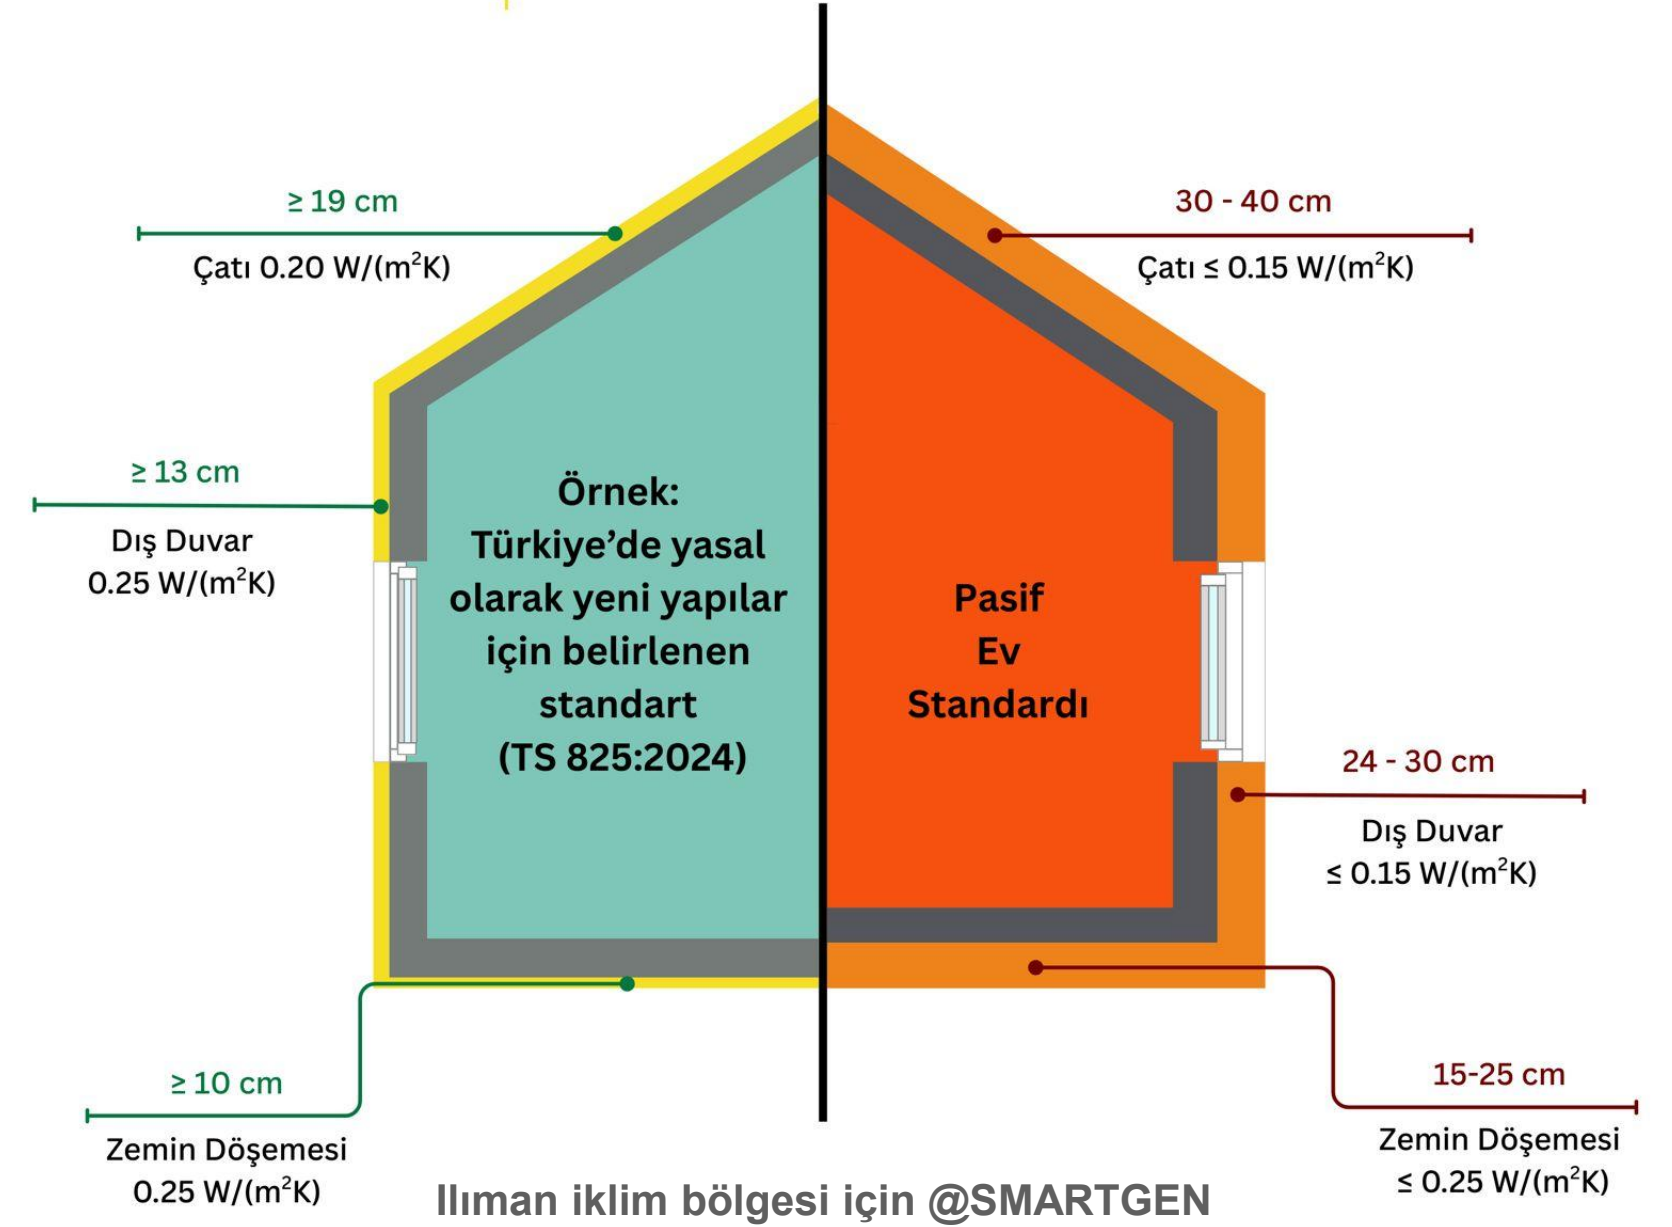 ≥ 19 cm
Çatı 0.20 W/(m²K)
≥ 13 cm
Dış Duvar
0.25 W/(m²K)
Örnek:
Türkiye’de yasal
olarak yeni yapılar
için belirlenen
standart
(TS 825:2024)
≥ 10 cm
Zemin Döşemesi
0.25 W/(m²K)
30 - 40 cm
Çatı ≤ 0.15 W/(m²K)
Pasif
Ev
Standardı
24 - 30 cm
Dış Duvar
≤ 0.15 W/(m²K)
15-25 cm
Zemin Döşemesi
≤ 0.25 W/(m²K)
Ilıman iklim bölgesi için @SMARTGEN